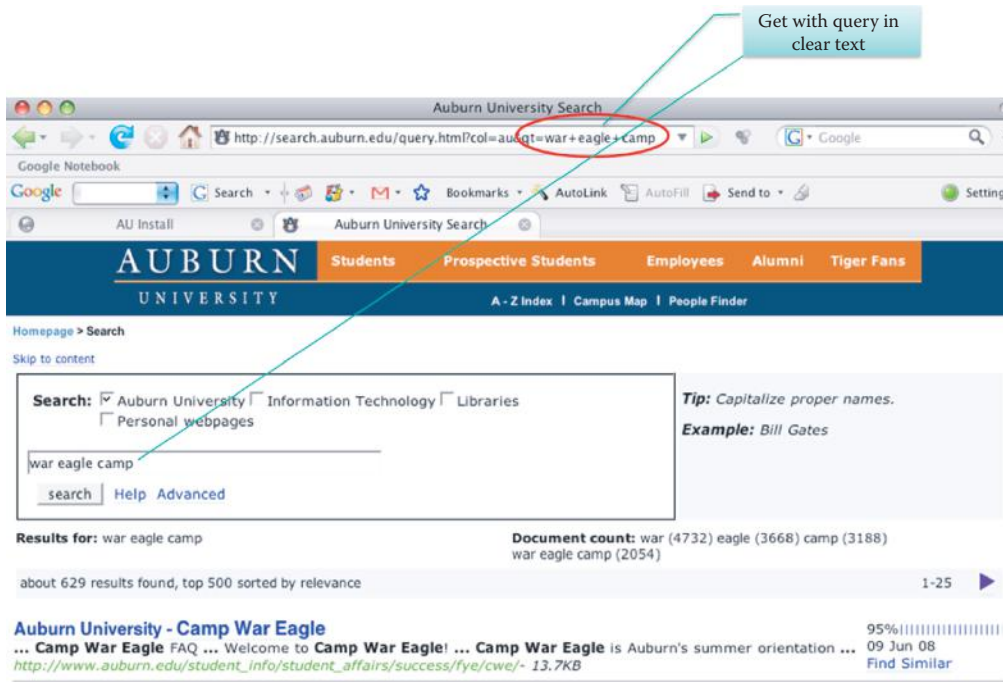 Get with query in
clear text
Auburn University Search
http://search.auburn.edu/query.html?col=au&qt=war+eagle+camp
Google
Google Notebook
Google
Search
Bookmarks
AutoLink
AutoFill
Send to
Setting
AU Install
Auburn University Search
AUBURN
UNIVERSITY
Students
Prospective Students
Employees
Alumni
Tiger Fans
A - Z Index | Campus Map | People Finder
Homepage > Search
Skip to content
Search: Auburn University Information Technology Libraries
Personal webpages
Tip: Capitalize proper names.
Example: Bill Gates
war eagle camp
search Help Advanced
Results for: war eagle camp
Document count: war (4732) eagle (3668) camp (3188)
war eagle camp (2054)
about 629 results found, top 500 sorted by relevance
1-25
Auburn University - Camp War Eagle
95%
... Camp War Eagle FAQ ... Welcome to Camp War Eagle! ... Camp War Eagle is Auburn's summer orientation ...
09 Jun 08
http://www.auburn.edu/student_info/student_affairs/success/fye/cwe/- 13.7KB
Find Similar